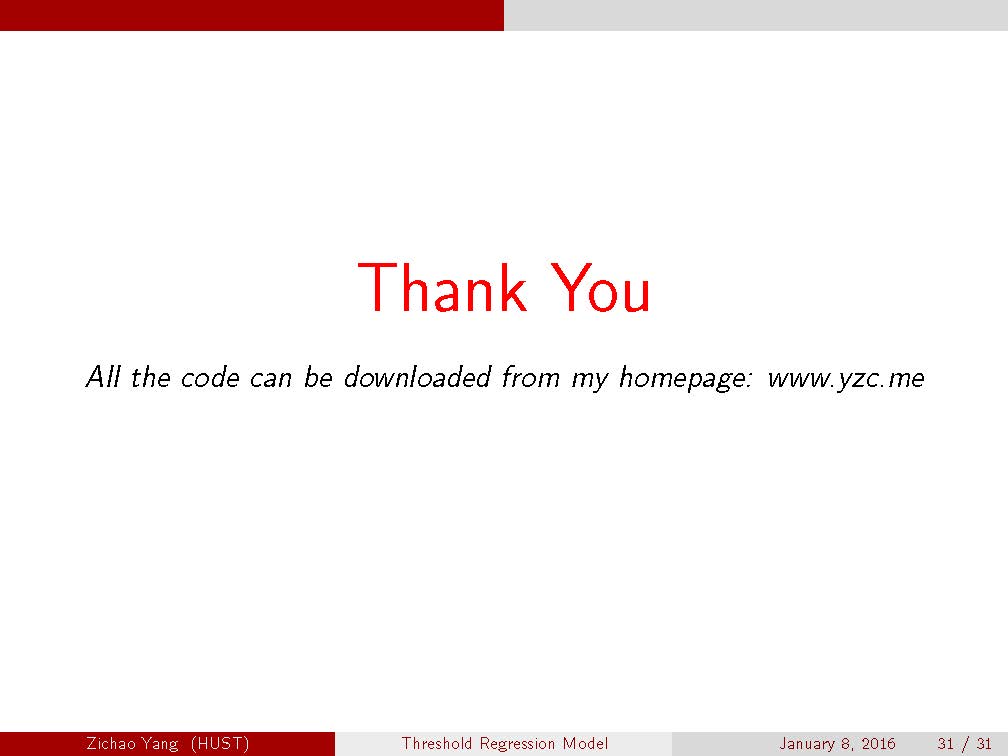 Thank You
All the code can be downloaded from my homepage: www.yzc.me
Zichao Yang (HUST) Threshold Regression Model January 8, 2016 31 / 31